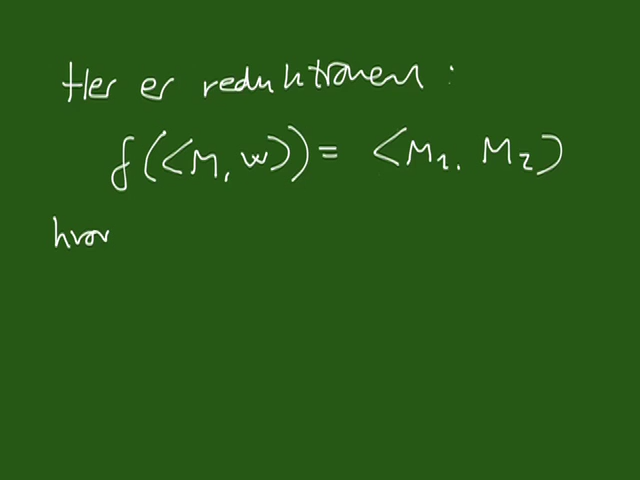 Her er reduktionen:
f(<M, w>) = <M1, M2>
hvor